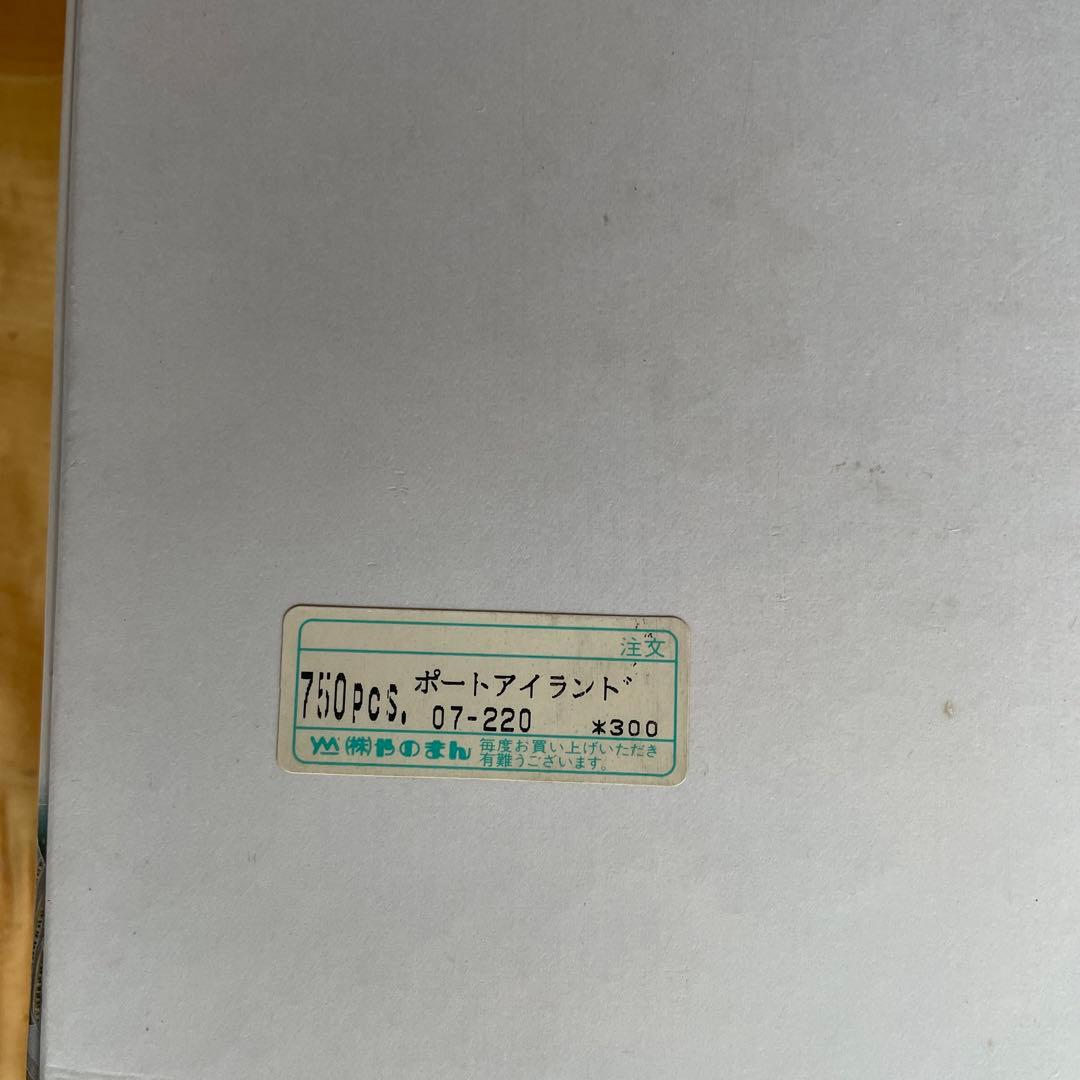 注文
750pcs. ポートアイランド
07-220 *300
YM (株)やのまん 毎度お買い上げいただき
有難うございます。